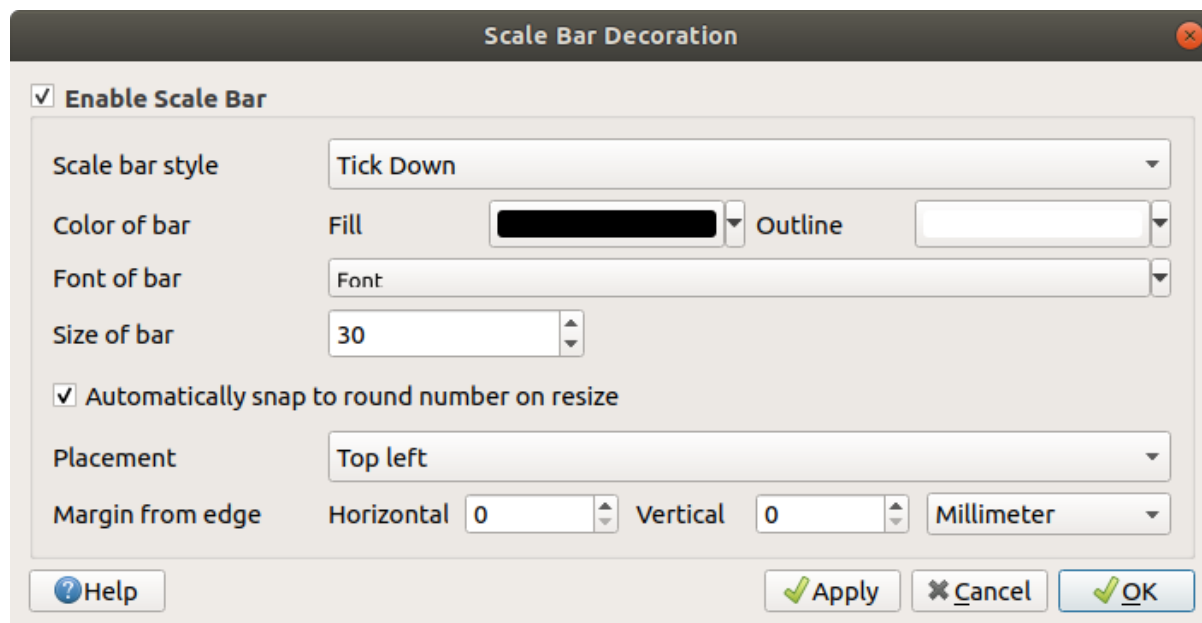 Scale Bar Decoration
Enable Scale Bar
Scale bar style Tick Down
Color of bar Fill Outline
Font of bar Font
Size of bar 30
Automatically snap to round number on resize
Placement Top left
Margin from edge Horizontal 0 Vertical 0 Millimeter
Help Apply Cancel OK